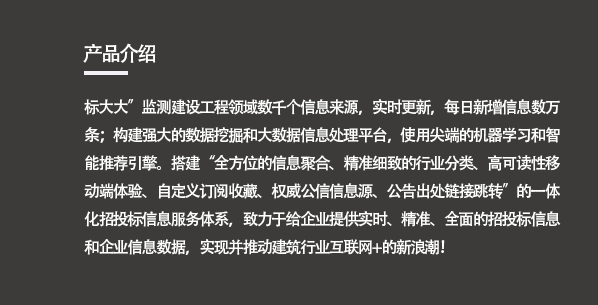 产品介绍
标大大”监测建设工程领域数千个信息来源，实时更新，每日新增信息数万
条；构建强大的数据挖掘和大数据信息处理平台，使用尖端的机器学习和智
能推荐引擎。搭建“全方位的信息聚合、精准细致的行业分类、高可读性移
动端体验、自定义订阅收藏、权威公信信息源、公告出处链接跳转”的一体
化招投标信息服务体系，致力于给企业提供实时、精准、全面的招投标信息
和企业信息数据，实现并推动建筑行业互联网+的新浪潮！